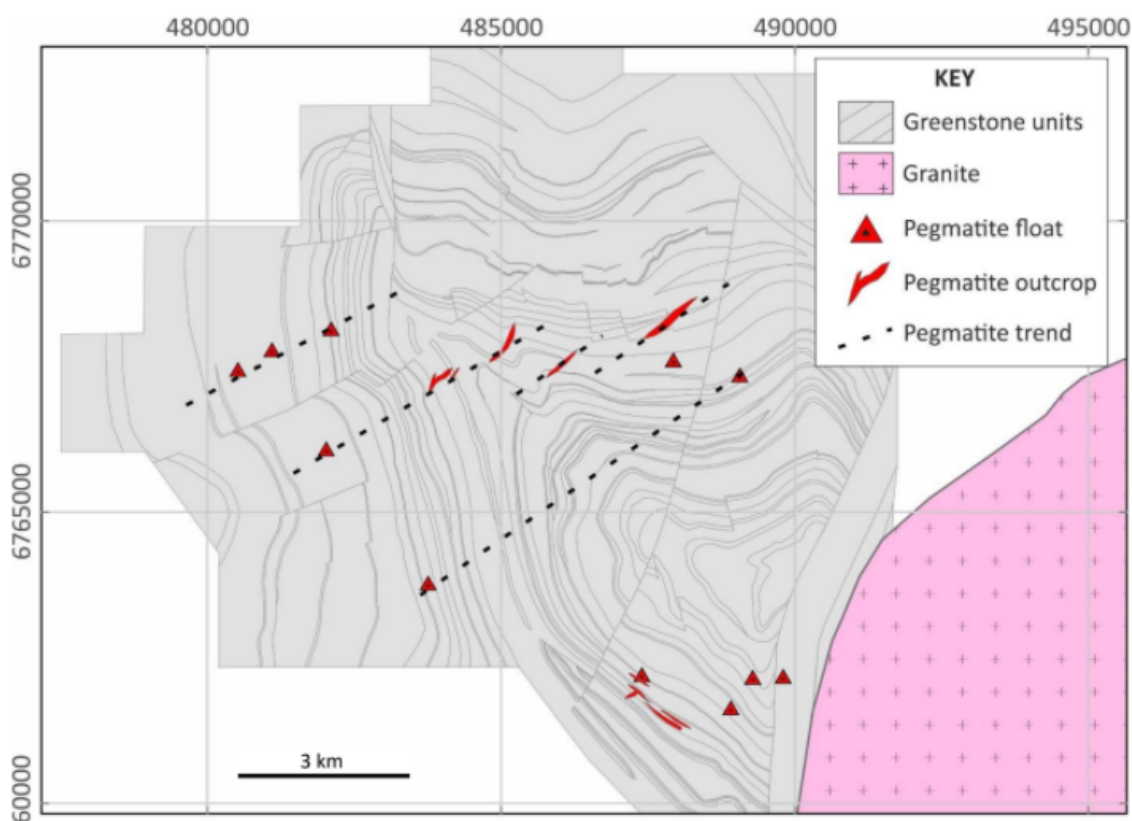 480000 485000 490000 495000
KEY
Greenstone units
Granite
Pegmatite float
Pegmatite outcrop
Pegmatite trend
6770000
6765000
60000
3 km